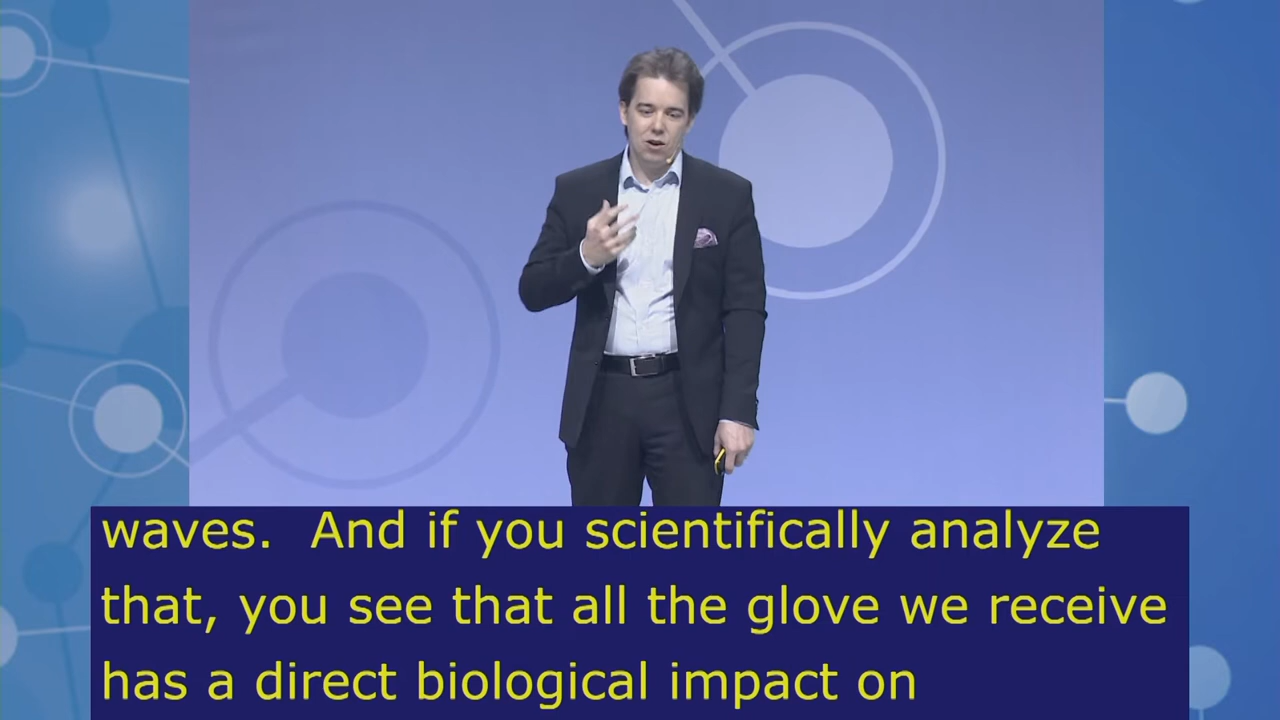 waves.  And if you scientifically analyze
that, you see that all the glove we receive
has a direct biological impact on